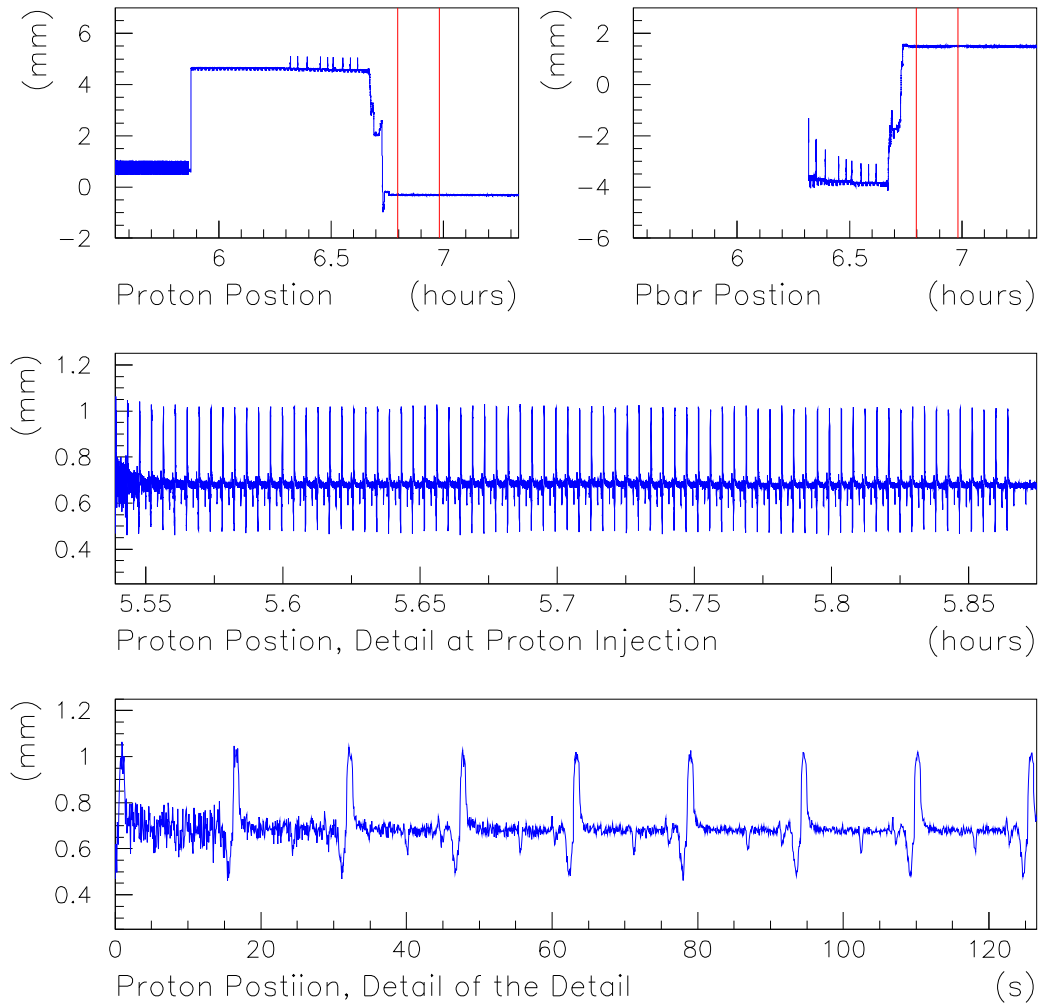 (mm)
6
4
2
0
−2
6
6.5
7
Proton Postion (hours)
(mm)
2
0
−2
−4
−6
6
6.5
7
Pbar Postion (hours)
(mm)
1.2
1
0.8
0.6
0.4
5.55 5.6 5.65 5.7 5.75 5.8 5.85
Proton Postion, Detail at Proton Injection (hours)
(mm)
1.2
1
0.8
0.6
0.4
0 20 40 60 80 100 120
Proton Postiion, Detail of the Detail (s)